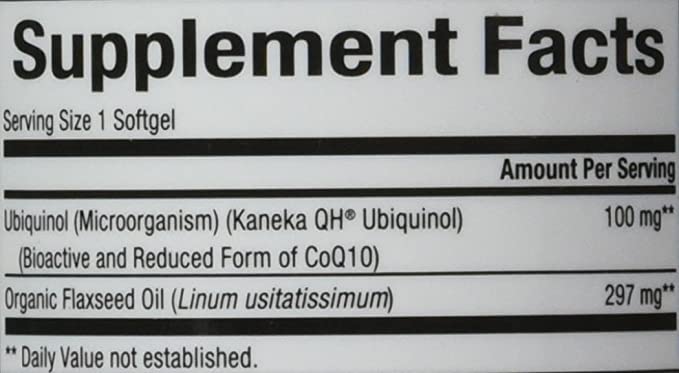 Supplement Facts
Serving Size 1 Softgel
Amount Per Serving
Ubiquinol (Microorganism) (Kaneka QH® Ubiquinol) 100 mg**
(Bioactive and Reduced Form of CoQ10)
Organic Flaxseed Oil (Linum usitatissimum) 297 mg**
** Daily Value not established.